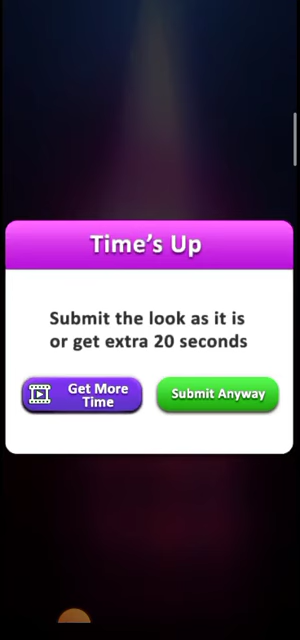 Time's Up
Submit the look as it is
or get extra 20 seconds
Get More
Time
Submit Anyway